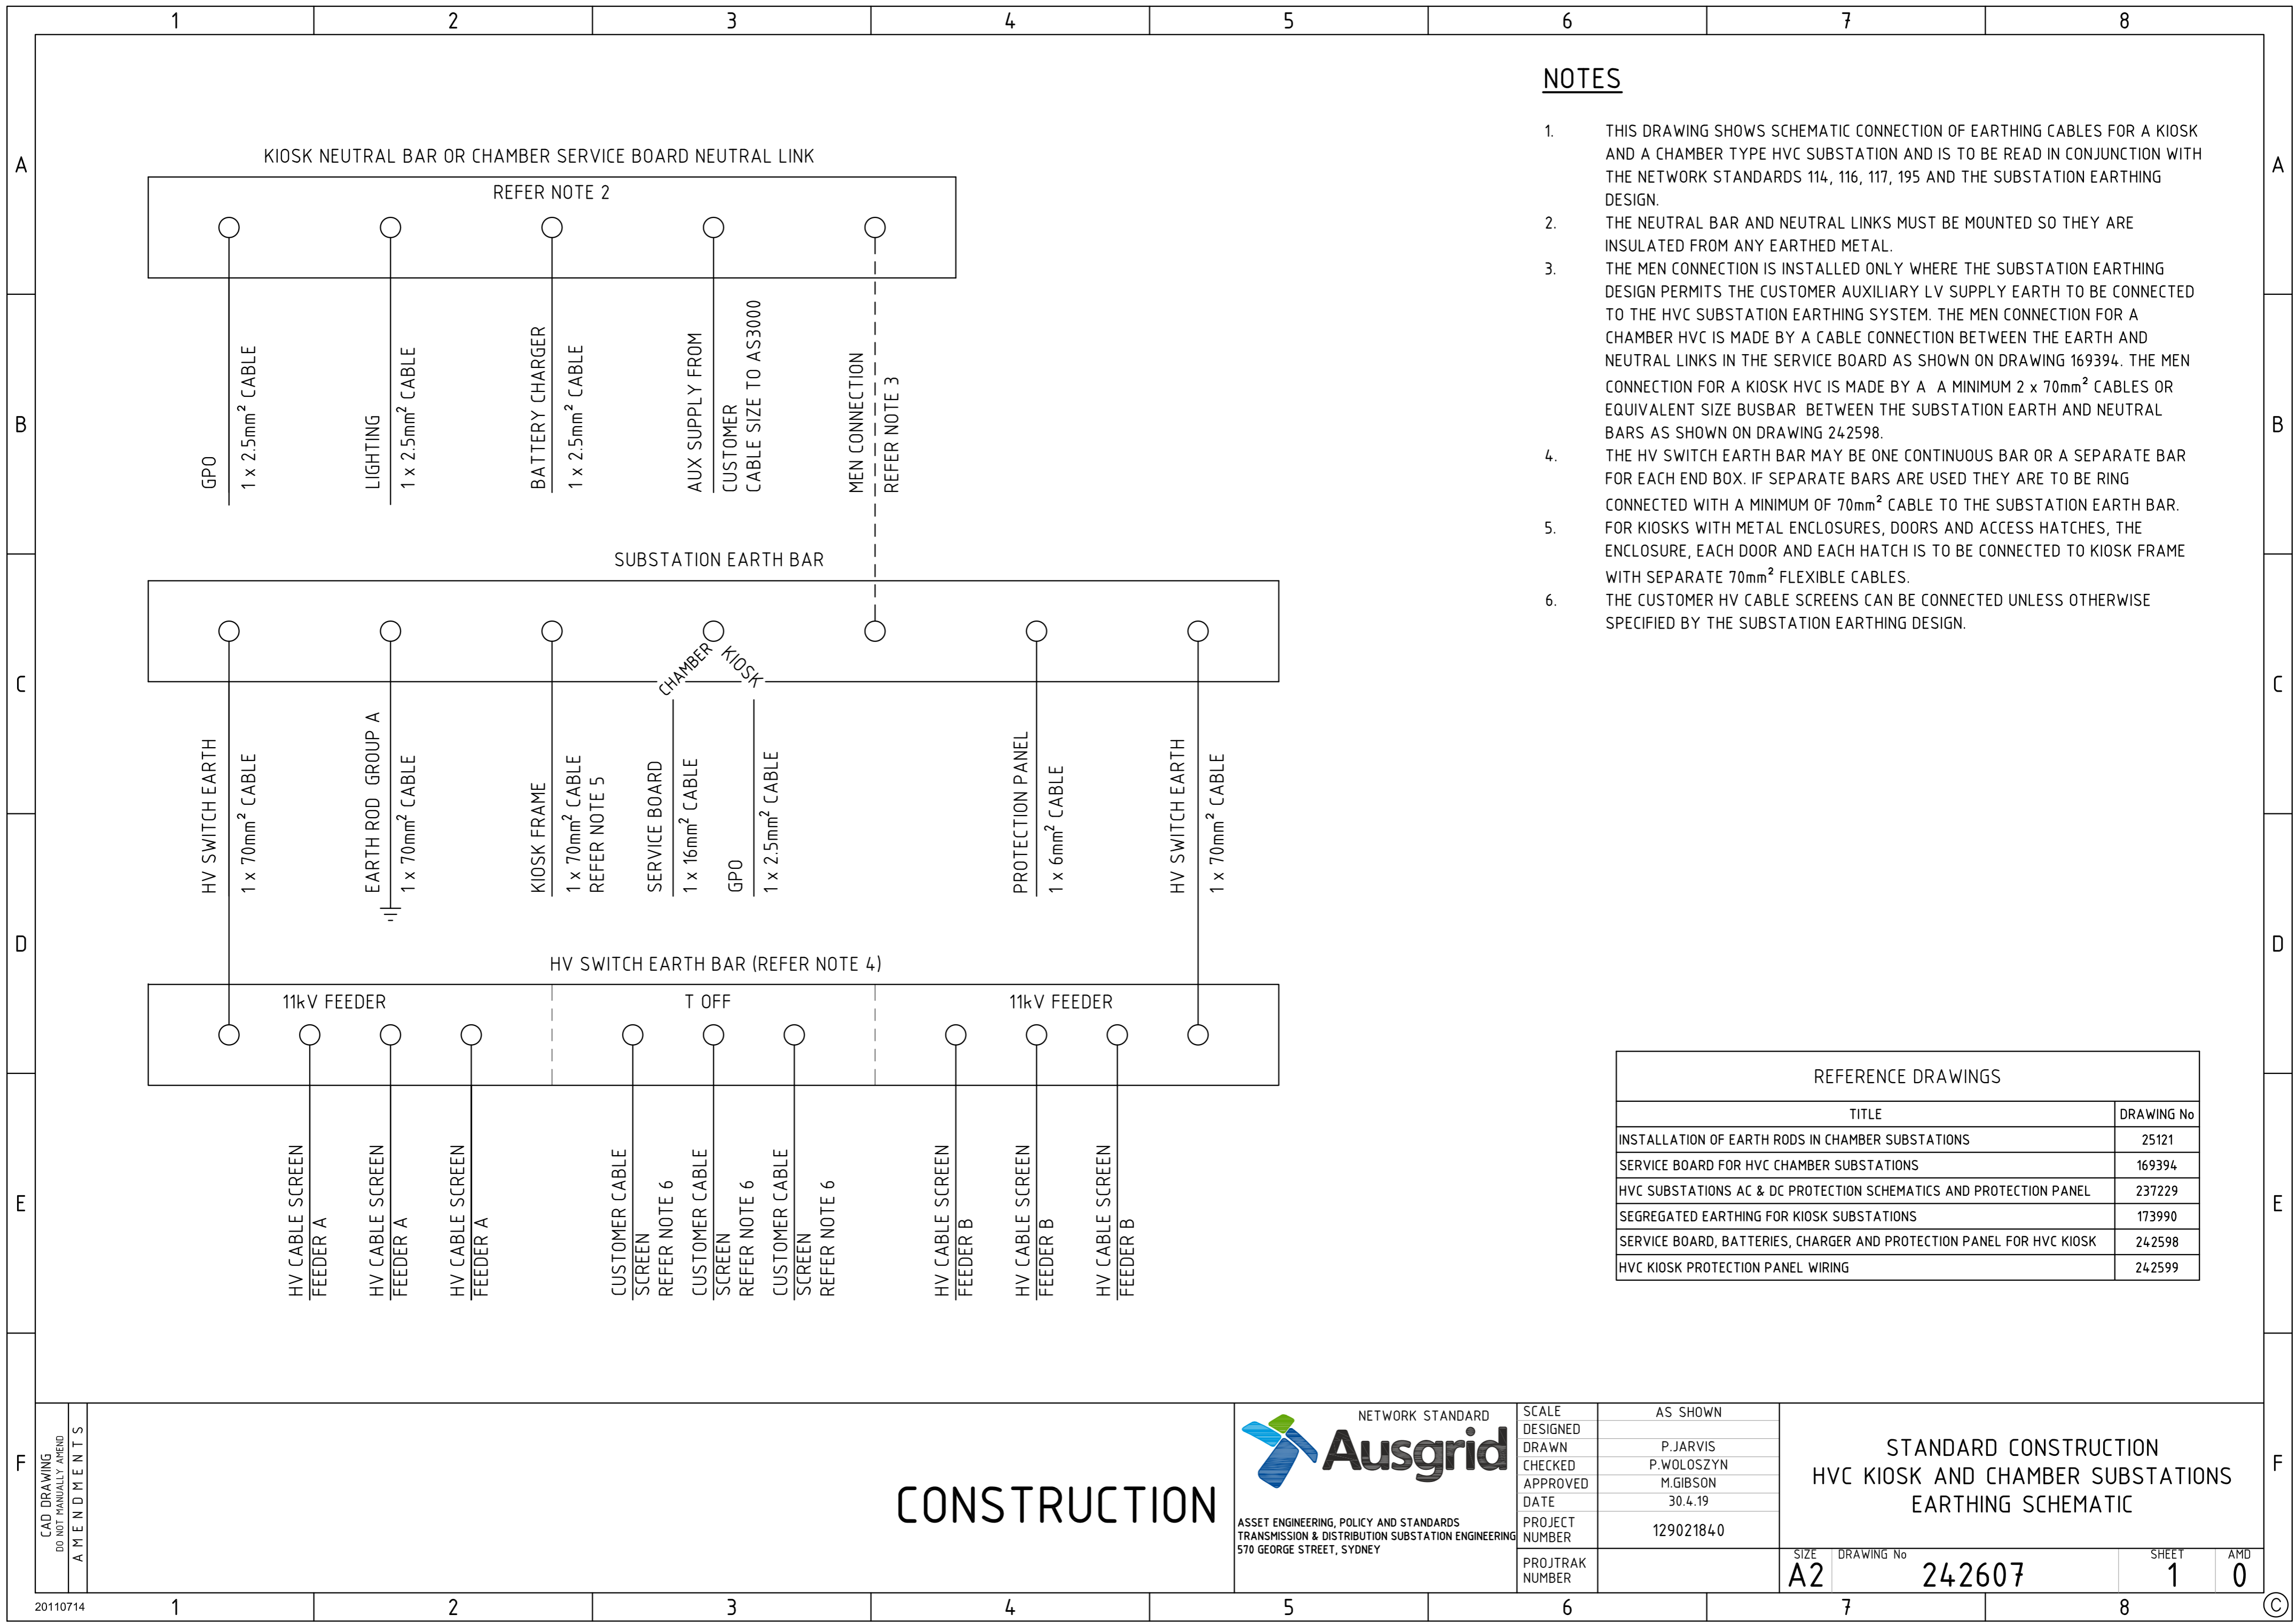 1 2 3 4 5 6 7 8
A
B
C
D
E
F
KIOSK NEUTRAL BAR OR CHAMBER SERVICE BOARD NEUTRAL LINK
REFER NOTE 2
GPO
1 x 2.5mm² CABLE
LIGHTING
1 x 2.5mm² CABLE
BATTERY CHARGER
1 x 2.5mm² CABLE
AUX SUPPLY FROM
CUSTOMER
CABLE SIZE TO AS3000
MEN CONNECTION
REFER NOTE 3
SUBSTATION EARTH BAR
CHAMBER
KIOSK
HV SWITCH EARTH
1 x 70mm² CABLE
EARTH ROD GROUP A
1 x 70mm² CABLE
KIOSK FRAME
1 x 70mm² CABLE
REFER NOTE 5
SERVICE BOARD
1 x 16mm² CABLE
GPO
1 x 2.5mm² CABLE
PROTECTION PANEL
1 x 6mm² CABLE
HV SWITCH EARTH
1 x 70mm² CABLE
HV SWITCH EARTH BAR (REFER NOTE 4)
11kV FEEDER
T OFF
11kV FEEDER
HV CABLE SCREEN
FEEDER A
HV CABLE SCREEN
FEEDER A
HV CABLE SCREEN
FEEDER A
CUSTOMER CABLE
SCREEN
REFER NOTE 6
CUSTOMER CABLE
SCREEN
REFER NOTE 6
CUSTOMER CABLE
SCREEN
REFER NOTE 6
HV CABLE SCREEN
FEEDER B
HV CABLE SCREEN
FEEDER B
HV CABLE SCREEN
FEEDER B
NOTES
1. THIS DRAWING SHOWS SCHEMATIC CONNECTION OF EARTHING CABLES FOR A KIOSK
AND A CHAMBER TYPE HVC SUBSTATION AND IS TO BE READ IN CONJUNCTION WITH
THE NETWORK STANDARDS 114, 116, 117, 195 AND THE SUBSTATION EARTHING
DESIGN.
2. THE NEUTRAL BAR AND NEUTRAL LINKS MUST BE MOUNTED SO THEY ARE
INSULATED FROM ANY EARTHED METAL.
3. THE MEN CONNECTION IS INSTALLED ONLY WHERE THE SUBSTATION EARTHING
DESIGN PERMITS THE CUSTOMER AUXILIARY LV SUPPLY EARTH TO BE CONNECTED
TO THE HVC SUBSTATION EARTHING SYSTEM. THE MEN CONNECTION FOR A
CHAMBER HVC IS MADE BY A CABLE CONNECTION BETWEEN THE EARTH AND
NEUTRAL LINKS IN THE SERVICE BOARD AS SHOWN ON DRAWING 169394. THE MEN
CONNECTION FOR A KIOSK HVC IS MADE BY A A MINIMUM 2 x 70mm² CABLES OR
EQUIVALENT SIZE BUSBAR BETWEEN THE SUBSTATION EARTH AND NEUTRAL
BARS AS SHOWN ON DRAWING 242598.
4. THE HV SWITCH EARTH BAR MAY BE ONE CONTINUOUS BAR OR A SEPARATE BAR
FOR EACH END BOX. IF SEPARATE BARS ARE USED THEY ARE TO BE RING
CONNECTED WITH A MINIMUM OF 70mm² CABLE TO THE SUBSTATION EARTH BAR.
5. FOR KIOSKS WITH METAL ENCLOSURES, DOORS AND ACCESS HATCHES, THE
ENCLOSURE, EACH DOOR AND EACH HATCH IS TO BE CONNECTED TO KIOSK FRAME
WITH SEPARATE 70mm² FLEXIBLE CABLES.
6. THE CUSTOMER HV CABLE SCREENS CAN BE CONNECTED UNLESS OTHERWISE
SPECIFIED BY THE SUBSTATION EARTHING DESIGN.
REFERENCE DRAWINGS
TITLE DRAWING No
INSTALLATION OF EARTH RODS IN CHAMBER SUBSTATIONS 25121
SERVICE BOARD FOR HVC CHAMBER SUBSTATIONS 169394
HVC SUBSTATIONS AC & DC PROTECTION SCHEMATICS AND PROTECTION PANEL 237229
SEGREGATED EARTHING FOR KIOSK SUBSTATIONS 173990
SERVICE BOARD, BATTERIES, CHARGER AND PROTECTION PANEL FOR HVC KIOSK 242598
HVC KIOSK PROTECTION PANEL WIRING 242599
A
B
C
D
E
F
CAD DRAWING
DO NOT MANUALLY AMEND
AMENDMENTS
CONSTRUCTION
NETWORK STANDARD
Ausgrid
ASSET ENGINEERING, POLICY AND STANDARDS
TRANSMISSION & DISTRIBUTION SUBSTATION ENGINEERING
570 GEORGE STREET, SYDNEY
SCALE AS SHOWN
DESIGNED
DRAWN P.JARVIS
CHECKED P.WOLOSZYN
APPROVED M.GIBSON
DATE 30.4.19
PROJECT
NUMBER 129021840
PROJTRAK
NUMBER
STANDARD CONSTRUCTION
HVC KIOSK AND CHAMBER SUBSTATIONS
EARTHING SCHEMATIC
SIZE DRAWING No SHEET AMD
A2 242607 1 0
20110714 1 2 3 4 5 6 7 8 ©